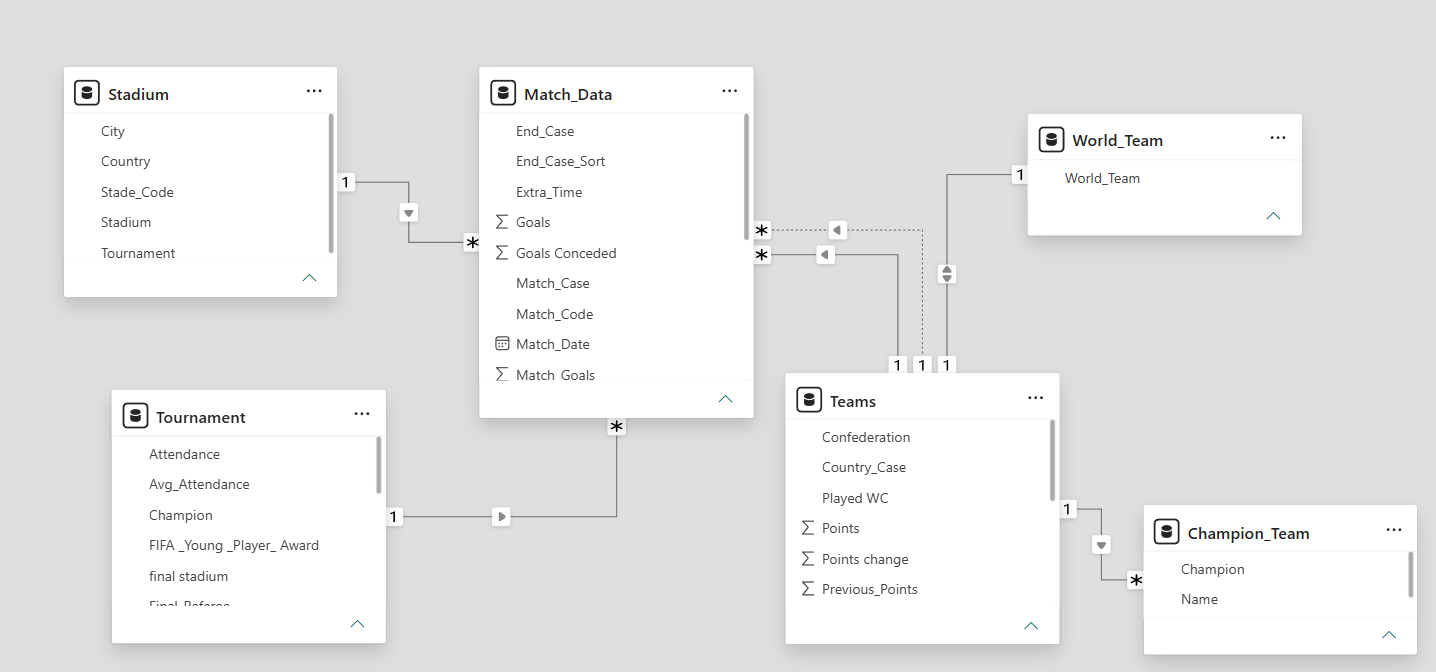 Stadium
City
Country
Stade_Code
Stadium
Tournament
1
*
Match_Data
End_Case
End_Case_Sort
Extra_Time
Σ Goals
Σ Goals Conceded
Match_Case
Match_Code
Match_Date
Σ Match_Goals
*
*
*
World_Team
World_Team
1
Tournament
Attendance
Avg_Attendance
Champion
FIFA _Young _Player_ Award
final stadium
Final_Referee
1
1 1 1
Teams
Confederation
Country_Case
Played WC
Σ Points
Σ Points change
Σ Previous_Points
1
*
Champion_Team
Champion
Name